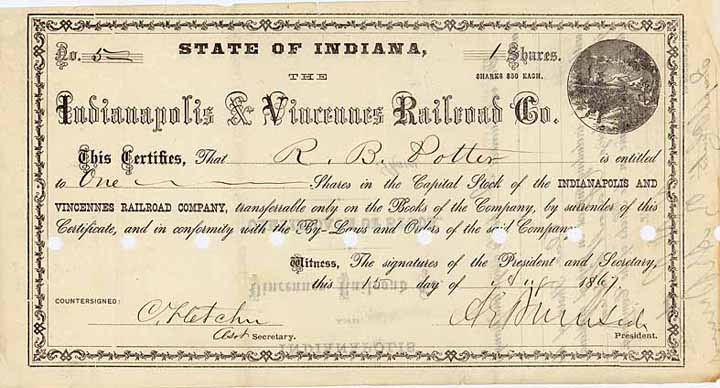 No. 5 STATE OF INDIANA, 1 Shares.
THE SHARES $50 EACH.
Indianapolis & Vincennes Railroad Co.
This Certifies, That R. B. Potter is entitled
to One Shares in the Capital Stock of the INDIANAPOLIS AND
VINCENNES RAILROAD COMPANY, transferrable only on the Books of the Company, by surrender of this
Certificate, and in conformity with the By-Laws and Orders of the said Company.
Witness, The signatures of the President and Secretary,
this 15 day of Aug 1867.
COUNTERSIGNED:
C. Fletcher A E Burnside
Asst Secretary. President.